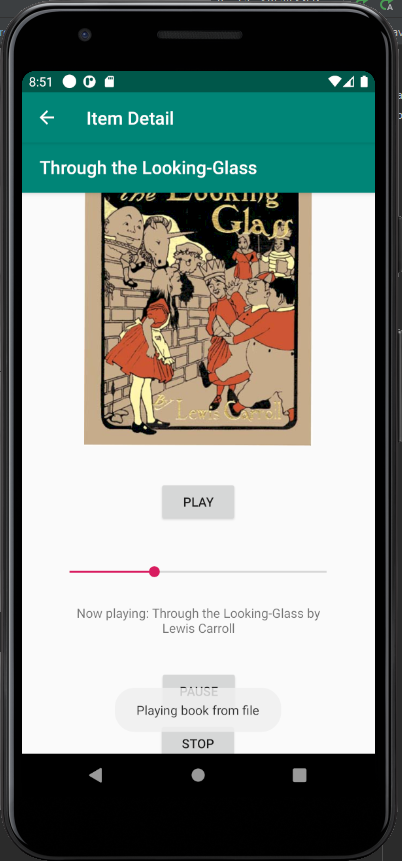 8:51
Item Detail
Through the Looking-Glass
the Looking
Glass
By
Lewis Carroll
PLAY
Now playing: Through the Looking-Glass by
Lewis Carroll
PAUSE
Playing book from file
STOP